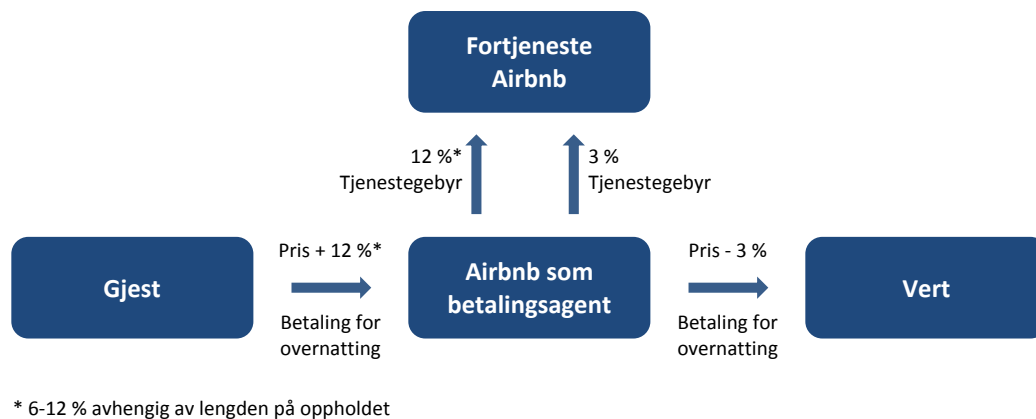 Fortjeneste
Airbnb
12 %*
Tjenestegebyr
3 %
Tjenestegebyr
Gjest
Pris + 12 %*
Betaling for
overnatting
Airbnb som
betalingsagent
Pris - 3 %
Betaling for
overnatting
Vert
* 6-12 % avhengig av lengden på oppholdet